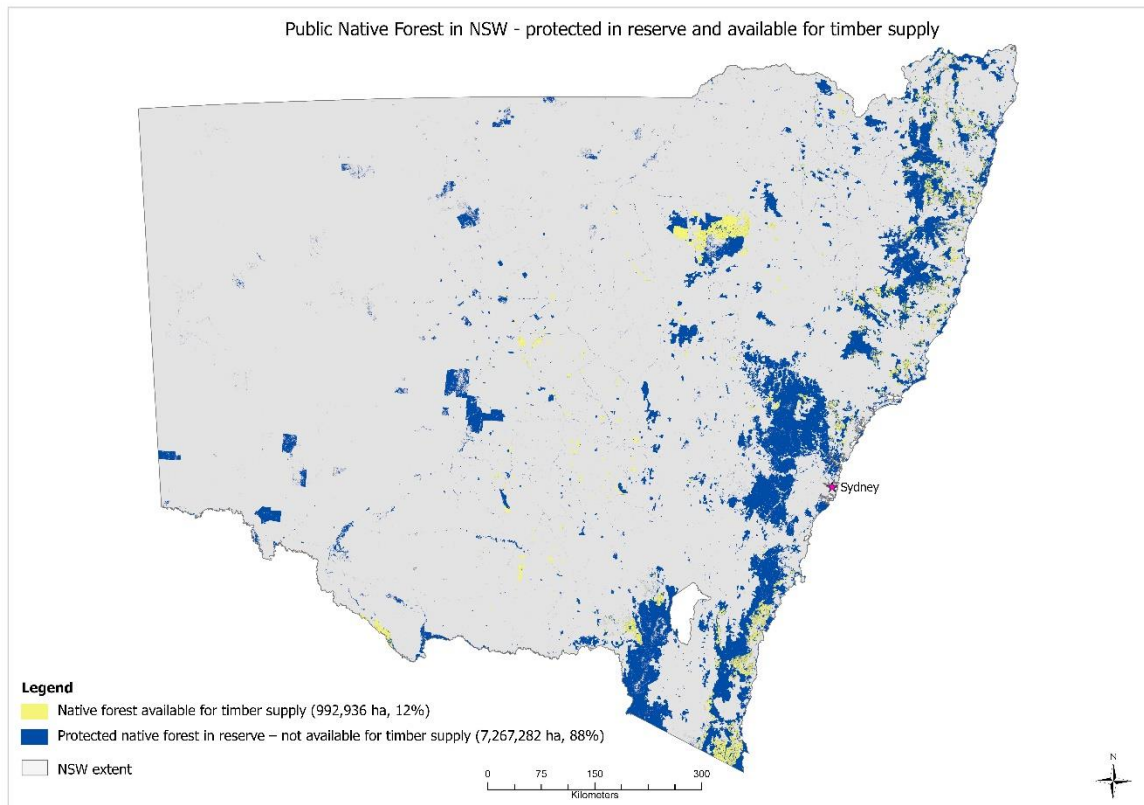 Public Native Forest in NSW - protected in reserve and available for timber supply
Sydney
Legend
Native forest available for timber supply (992,936 ha, 12%)
Protected native forest in reserve – not available for timber supply (7,267,282 ha, 88%)
NSW extent
0 75 150 300
Kilometers
N